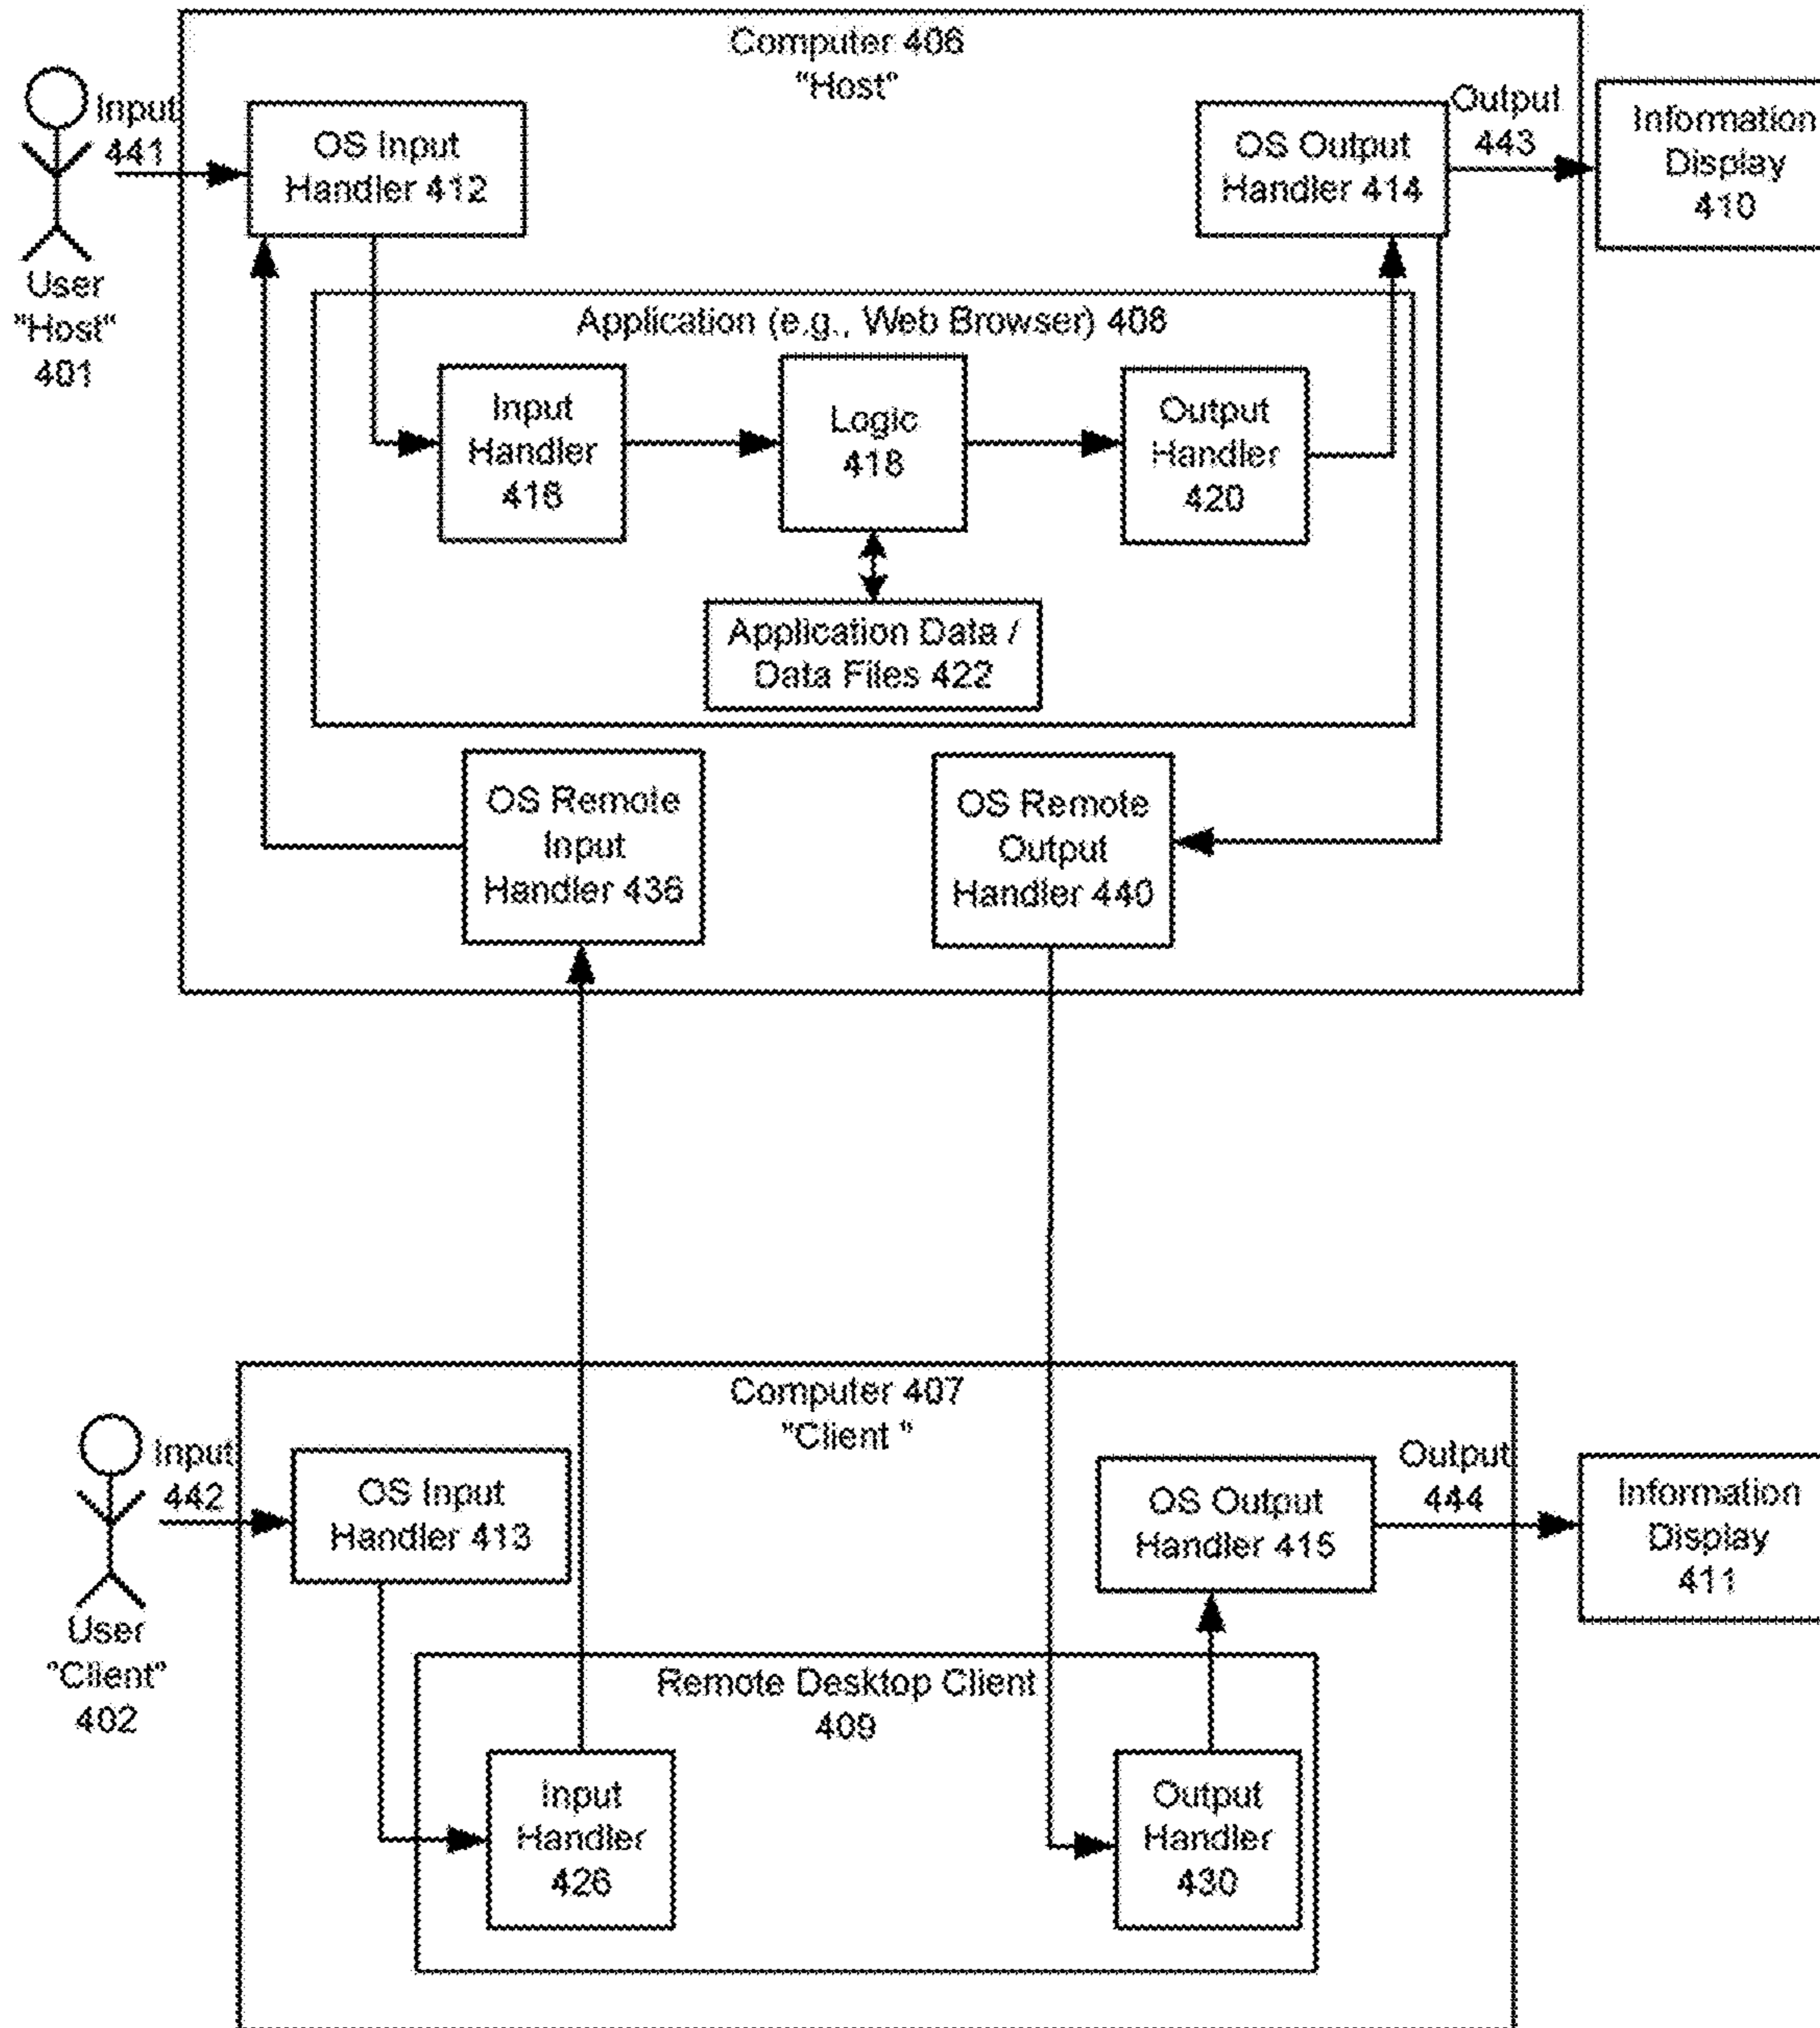 Computer 406
"Host"
Input
441
OS Input
Handler 412
OS Output
Handler 414
Output
443
Information
Display
410
User
"Host"
401
Application (e.g., Web Browser) 408
Input
Handler
416
Logic
418
Output
Handler
420
Application Data /
Data Files 422
OS Remote
Input
Handler 436
OS Remote
Output
Handler 440
Computer 407
"Client "
Input
442
OS Input
Handler 413
OS Output
Handler 415
Output
444
Information
Display
411
User
"Client"
402
Remote Desktop Client
409
Input
Handler
426
Output
Handler
430